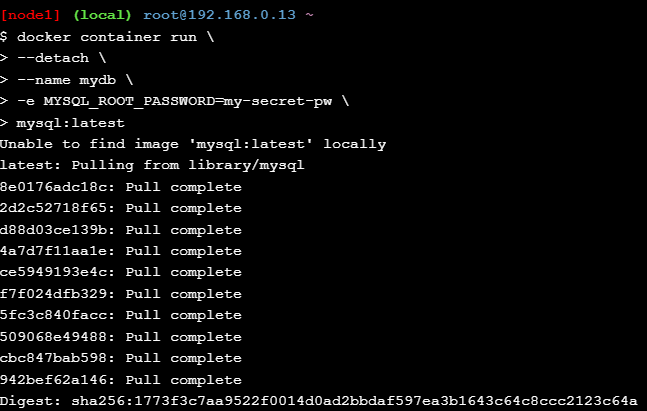 [node1] (local) root@192.168.0.13 ~
$ docker container run \
> --detach \
> --name mydb \
> -e MYSQL_ROOT_PASSWORD=my-secret-pw \
> mysql:latest
Unable to find image 'mysql:latest' locally
latest: Pulling from library/mysql
8e0176adc18c: Pull complete
2d2c52718f65: Pull complete
d88d03ce139b: Pull complete
4a7d7f11aa1e: Pull complete
ce5949193e4c: Pull complete
f7f024dfb329: Pull complete
5fc3c840facc: Pull complete
509068e49488: Pull complete
cbc847bab598: Pull complete
942bef62a146: Pull complete
Digest: sha256:1773f3c7aa9522f0014d0ad2bbdaf597ea3b1643c64c8ccc2123c64a